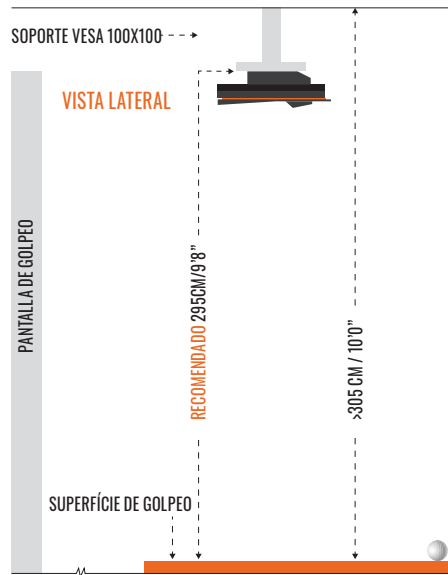 SOPORTE VESA 100X100
VISTA LATERAL
PANTALLA DE GOLPEO
RECOMENDADO 295CM/9'8"
>305 CM / 10'0"
SUPERFÍCIE DE GOLPEO